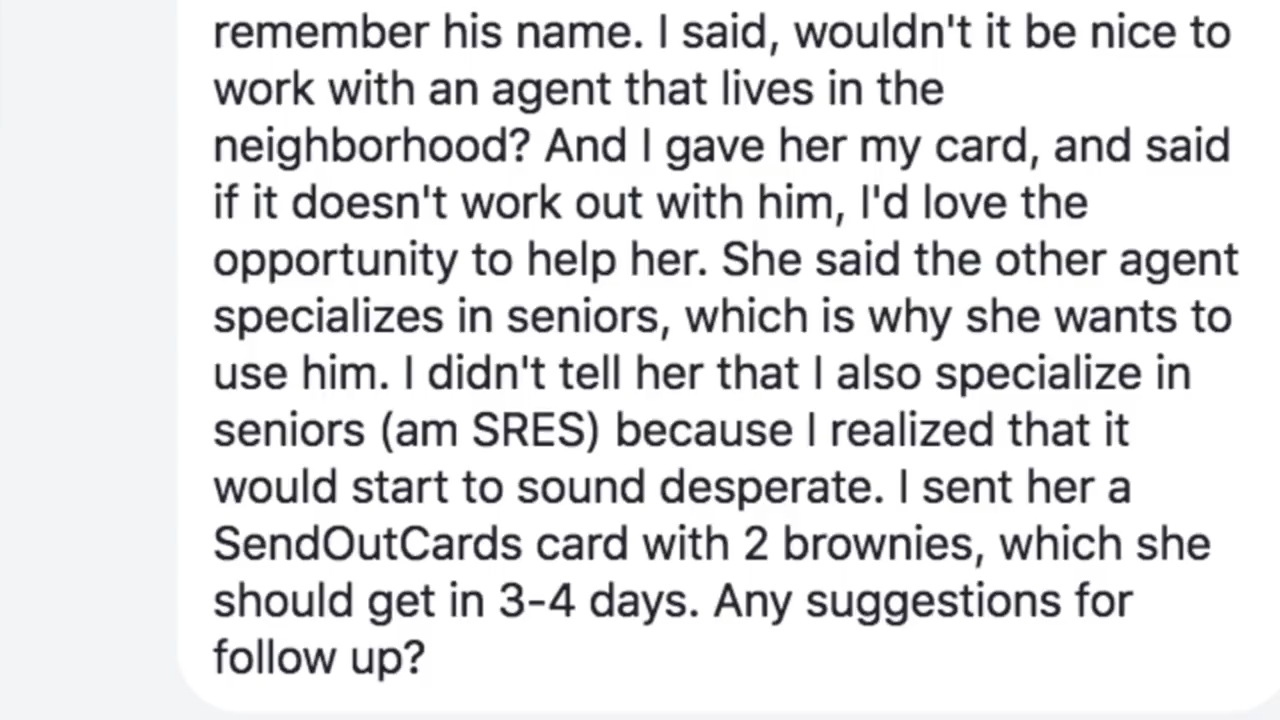 remember his name. I said, wouldn't it be nice to
work with an agent that lives in the
neighborhood? And I gave her my card, and said
if it doesn't work out with him, I'd love the
opportunity to help her. She said the other agent
specializes in seniors, which is why she wants to
use him. I didn't tell her that I also specialize in
seniors (am SRES) because I realized that it
would start to sound desperate. I sent her a
SendOutCards card with 2 brownies, which she
should get in 3-4 days. Any suggestions for
follow up?